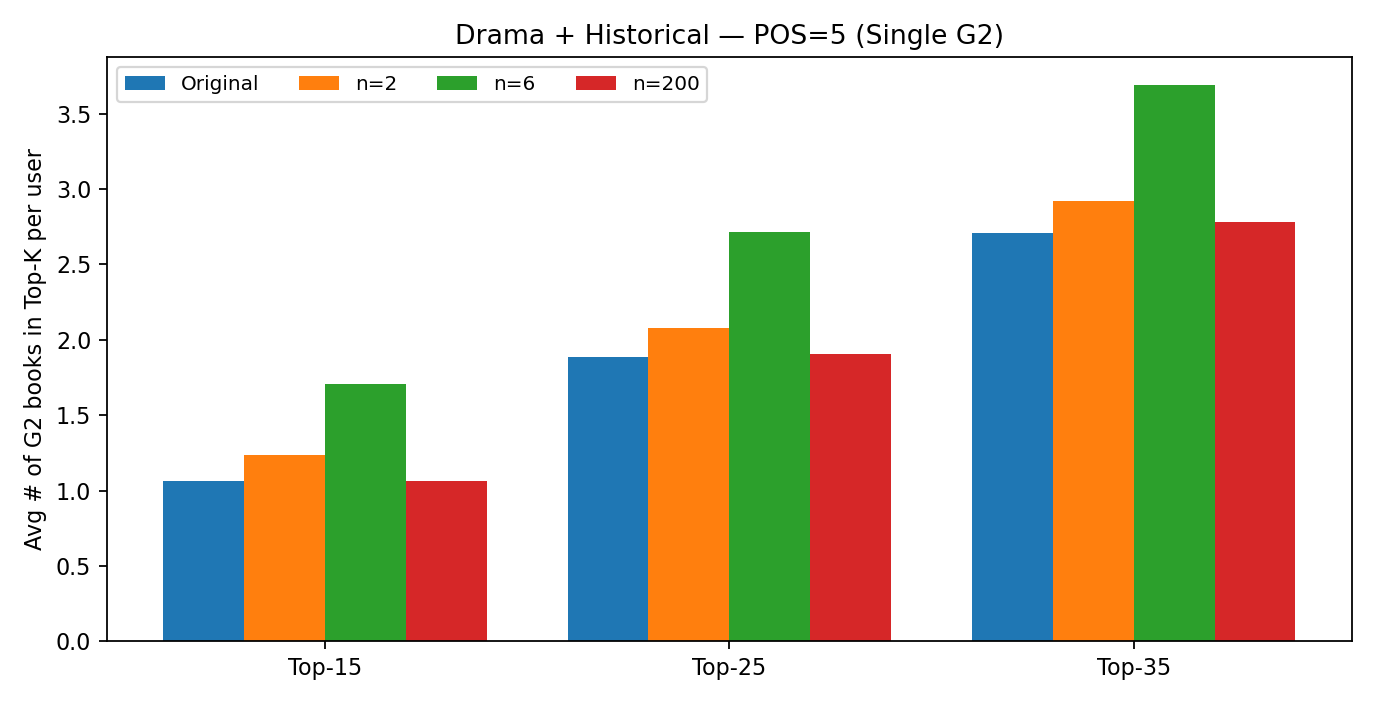 Drama + Historical — POS=5 (Single G2)
Original n=2 n=6 n=200
Avg # of G2 books in Top-K per user
3.5
3.0
2.5
2.0
1.5
1.0
0.5
0.0
Top-15 Top-25 Top-35